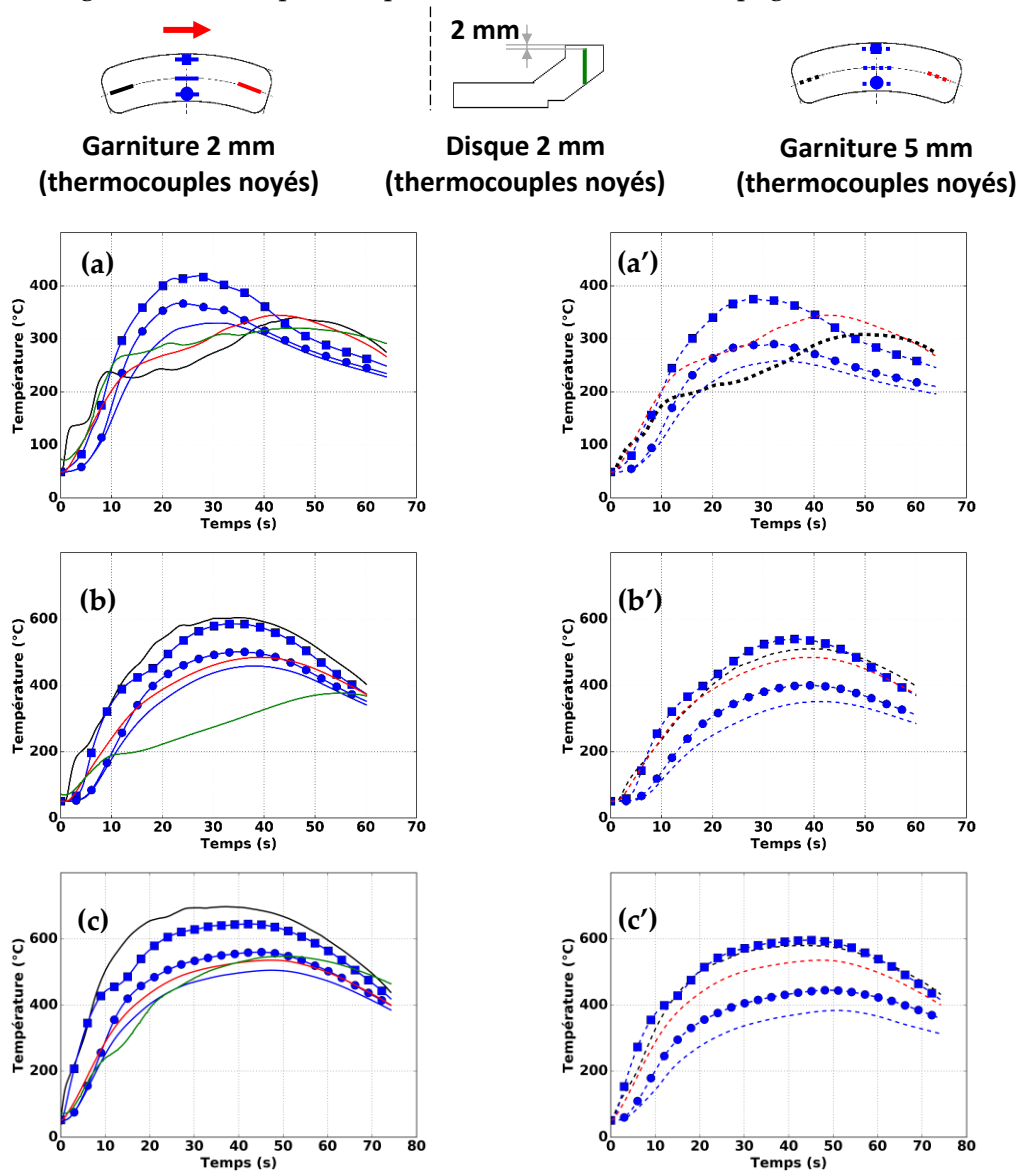 2 mm
Garniture 2 mm
(thermocouples noyés)
Disque 2 mm
(thermocouples noyés)
Garniture 5 mm
(thermocouples noyés)
(a)
Température (°C)
400
300
200
100
0
0 10 20 30 40 50 60 70
Temps (s)
(a')
Température (°C)
400
300
200
100
0
0 10 20 30 40 50 60 70
Temps (s)
(b)
Température (°C)
600
400
200
0
0 10 20 30 40 50 60 70
Temps (s)
(b')
Température (°C)
600
400
200
0
0 10 20 30 40 50 60 70
Temps (s)
(c)
Température (°C)
600
400
200
0
0 10 20 30 40 50 60 70 80
Temps (s)
(c')
Température (°C)
600
400
200
0
0 10 20 30 40 50 60 70 80
Temps (s)